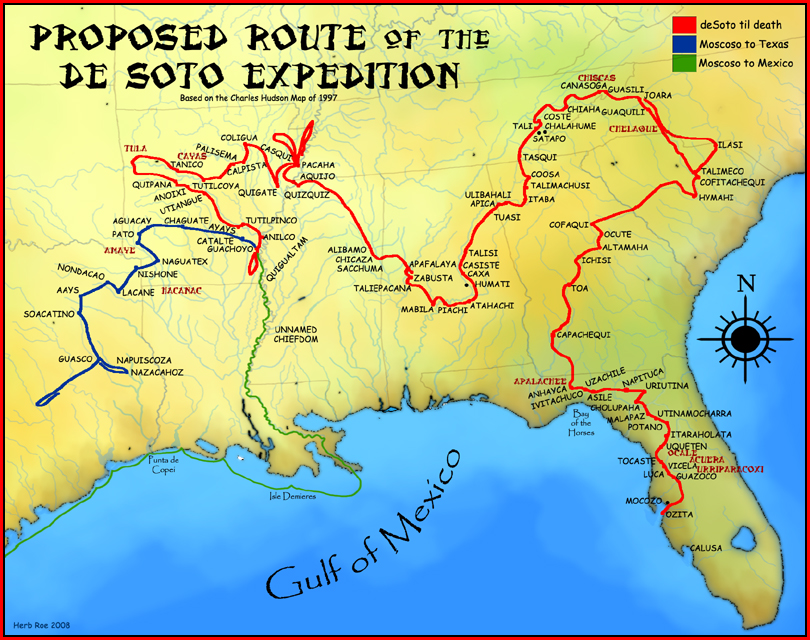 PROPOSED ROUTE OF THE
DE SOTO EXPEDITION
Based on the Charles Hudson Map of 1997
deSoto til death
Moscoso to Texas
Moscoso to Mexico
CHISCAS
CANASOGA
GUASILI
JOARA
CHIAHA
GUAQUILI
COSTE
CHALAHUME
TALI
SATAPO
CHELAQUE
ILASI
TASQUI
TALIMECO
COFITACHEQUI
HYMAHI
COOSA
TALIMACHUSI
ITABA
ULIBAHALI
APICA
TUASI
COLIGUA
PALISEMA
CASQUI
TULA
CAYAS
TANICO
CALPISTA
PACAHA
AQUIJO
QUIPANA
TUTILCOYA
QUIGATE
QUIZQUIZ
ANOIXI
UTIANGUE
AGUACAY
CHAGUATE
AYAYS
TUTILPINCO
PATO
CATALTE
ANILCO
GUACHOYO
AMAYE
QUIGUALTAM
NAGUATEX
NONDACAO
NISHONE
AAYS
LACANE
HACANAC
SOACATINO
GUASCO
NAPUISCOZA
NAZACAHOZ
UNNAMED
CHIEFDOM
ALIBAMO
CHICAZA
SACCHUMA
APAFALAYA
ZABUSTA
TALIEPACANA
TALISI
CASISTE
CAXA
HUMATI
MABILA
PIACHI
ATAHACHI
COFAQUI
OCUTE
ALTAMAHA
ICHISI
TOA
CAPACHEQUI
N
APALACHEE
ANHAYCA
IVITACHUCO
UZACHILE
NAPITUCA
URIUTINA
ASILE
CHOLUPAHA
MALAPAZ
UTINAMOCHARRA
POTANO
ITARAHOLATA
UQUETEN
OCALE
ACUERA
URRIPARACOXI
TOCASTE
VICELA
LUCA
GUAZOCO
MOCOZO
OZITA
CALUSA
Bay
of the
Horses
Punta de
Copei
Isle Demieres
Gulf of Mexico
Herb Roe 2008